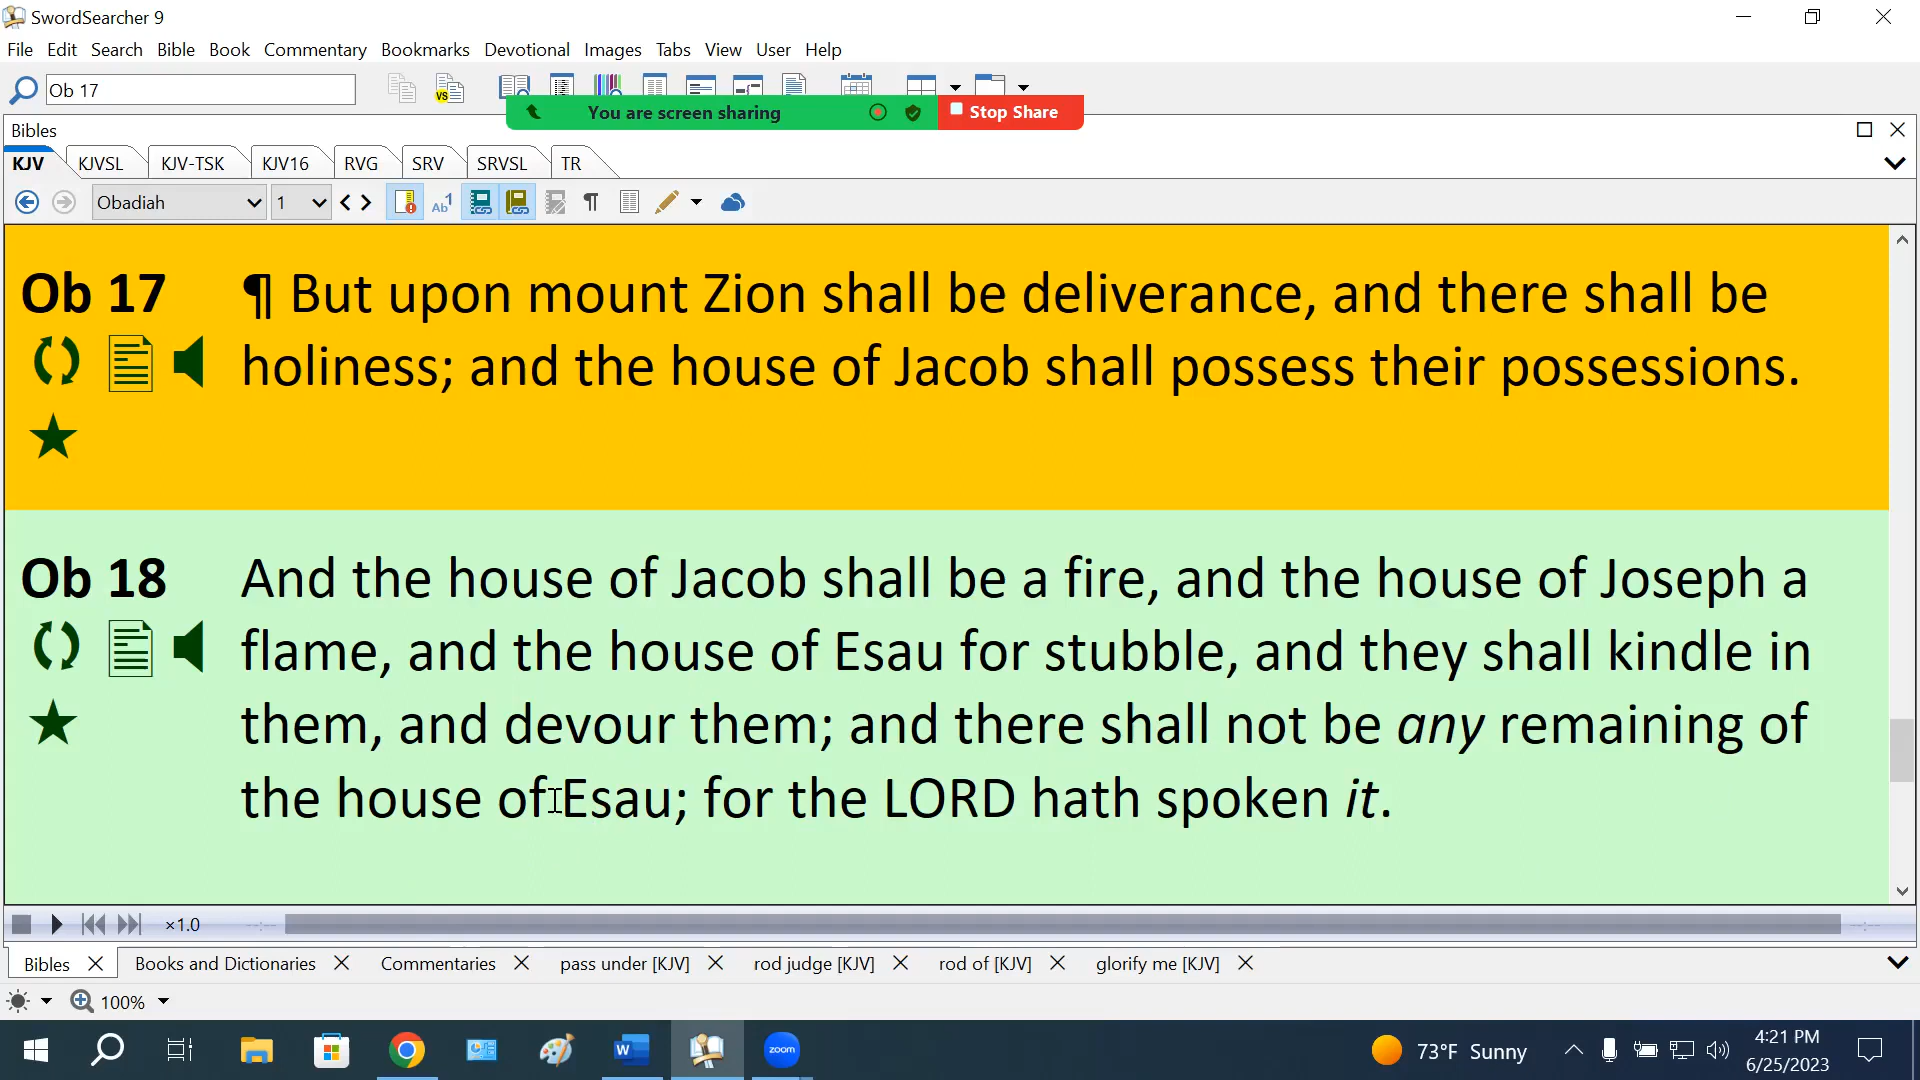 SwordSearcher 9
File Edit Search Bible Book Commentary Bookmarks Devotional Images Tabs View User Help
Ob 17
VS
You are screen sharing
Stop Share
Bibles
KJV KJVSL KJV-TSK KJV16 RVG SRV SRVSL TR
Obadiah 1 Ab1 ¶
Ob 17 ¶ But upon mount Zion shall be deliverance, and there shall be
holiness; and the house of Jacob shall possess their possessions.
Ob 18 And the house of Jacob shall be a fire, and the house of Joseph a
flame, and the house of Esau for stubble, and they shall kindle in
them, and devour them; and there shall not be any remaining of
the house of Esau; for the LORD hath spoken it.
×1.0 --:-- --:--
Bibles Books and Dictionaries Commentaries pass under [KJV] rod judge [KJV] rod of [KJV] glorify me [KJV]
100%
W zoom 73°F Sunny
4:21 PM
6/25/2023